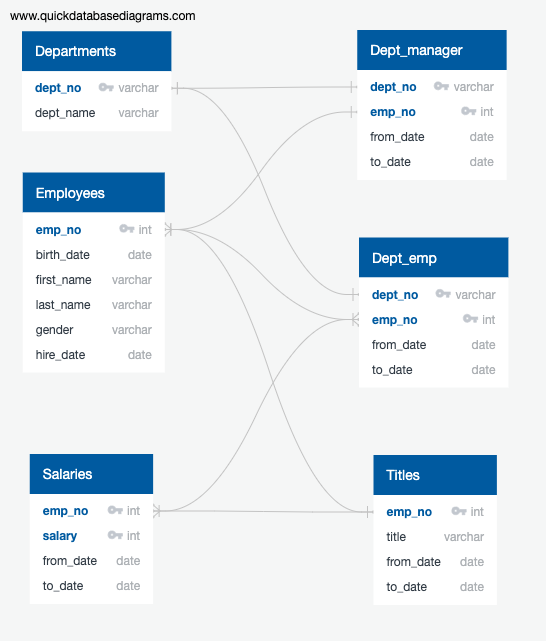 www.quickdatabasediagrams.com
Departments
dept_no varchar
dept_name varchar
Dept_manager
dept_no varchar
emp_no int
from_date date
to_date date
Employees
emp_no int
birth_date date
first_name varchar
last_name varchar
gender varchar
hire_date date
Dept_emp
dept_no varchar
emp_no int
from_date date
to_date date
Salaries
emp_no int
salary int
from_date date
to_date date
Titles
emp_no int
title varchar
from_date date
to_date date